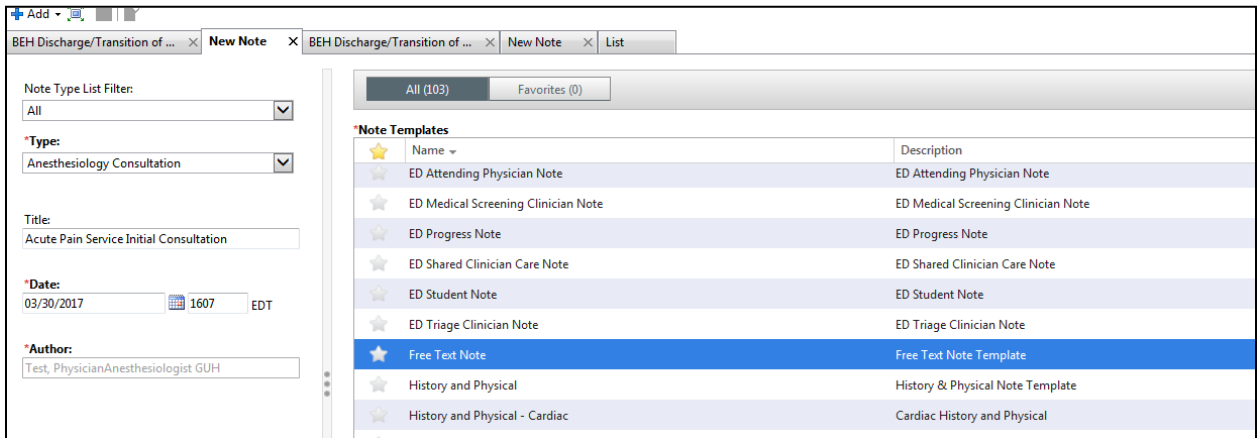 Add
BEH Discharge/Transition of ... New Note BEH Discharge/Transition of ... New Note List
Note Type List Filter:
All
*Type:
Anesthesiology Consultation
Title:
Acute Pain Service Initial Consultation
*Date:
03/30/2017 1607 EDT
*Author:
Test, PhysicianAnesthesiologist GUH
All (103) Favorites (0)
*Note Templates
Name Description
ED Attending Physician Note ED Attending Physician Note
ED Medical Screening Clinician Note ED Medical Screening Clinician Note
ED Progress Note ED Progress Note
ED Shared Clinician Care Note ED Shared Clinician Care Note
ED Student Note ED Student Note
ED Triage Clinician Note ED Triage Clinician Note
Free Text Note Free Text Note Template
History and Physical History & Physical Note Template
History and Physical - Cardiac Cardiac History and Physical